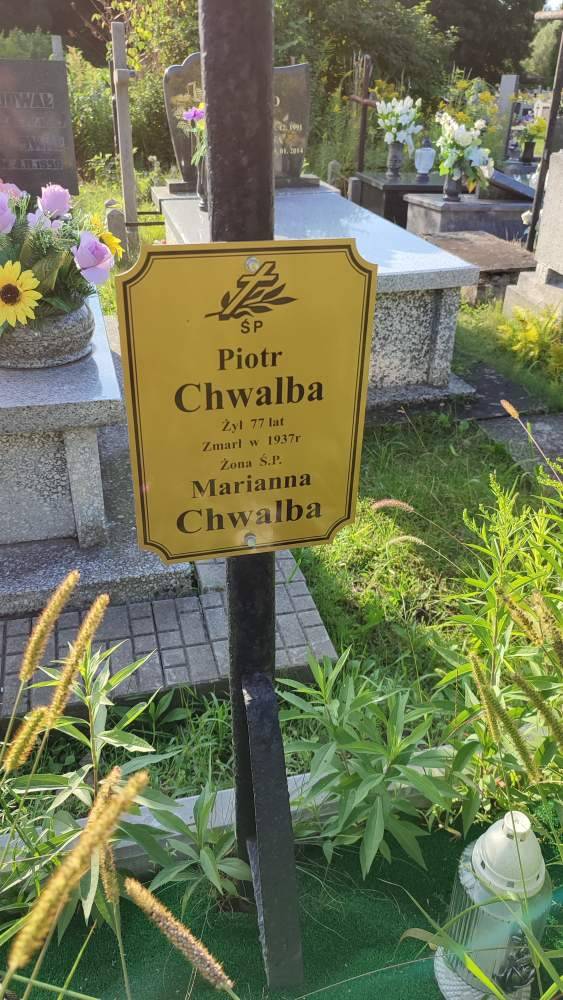 ŚP
Piotr
Chwalba
Żył 77 lat
Zmarł w 1937r
Żona Ś.P.
Marianna
Chwalba